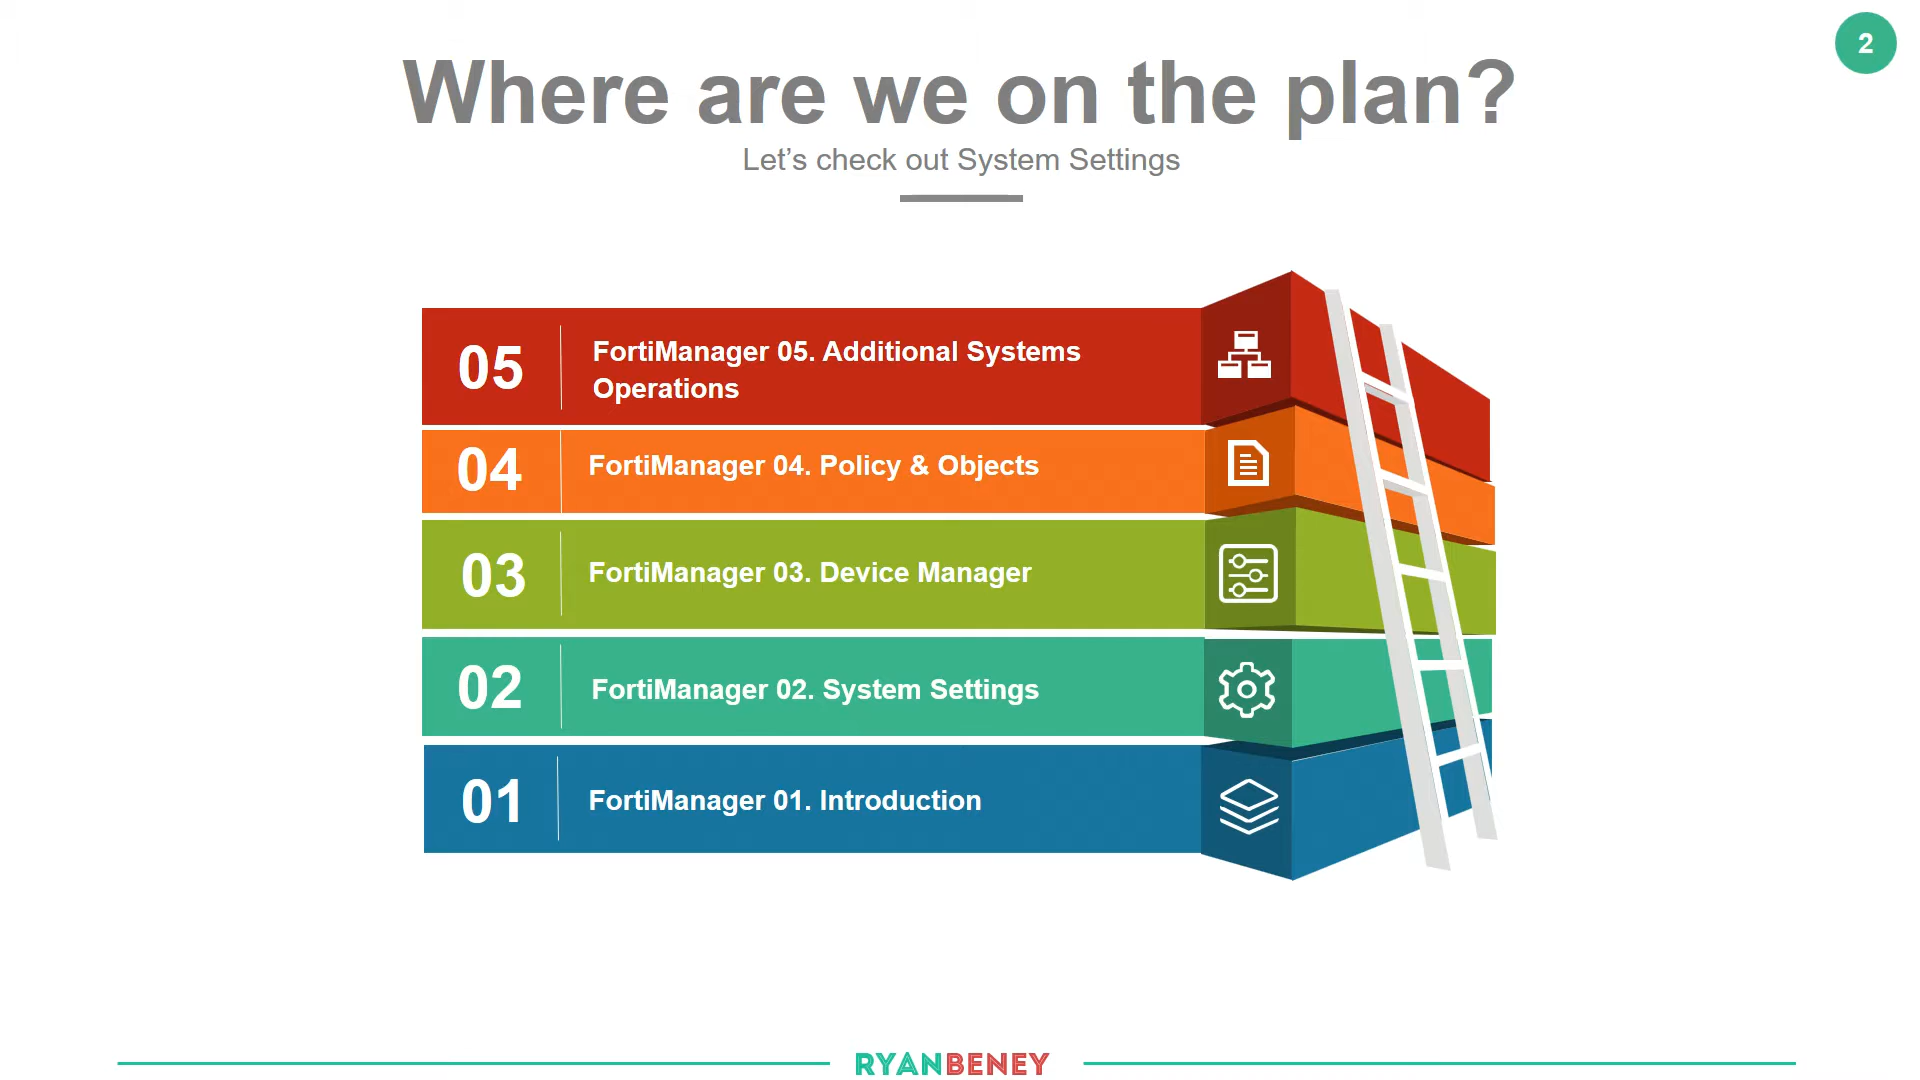 2
Where are we on the plan?
Let’s check out System Settings
05
FortiManager 05. Additional Systems
Operations
04
FortiManager 04. Policy & Objects
03
FortiManager 03. Device Manager
02
FortiManager 02. System Settings
01
FortiManager 01. Introduction
RYANBENEY